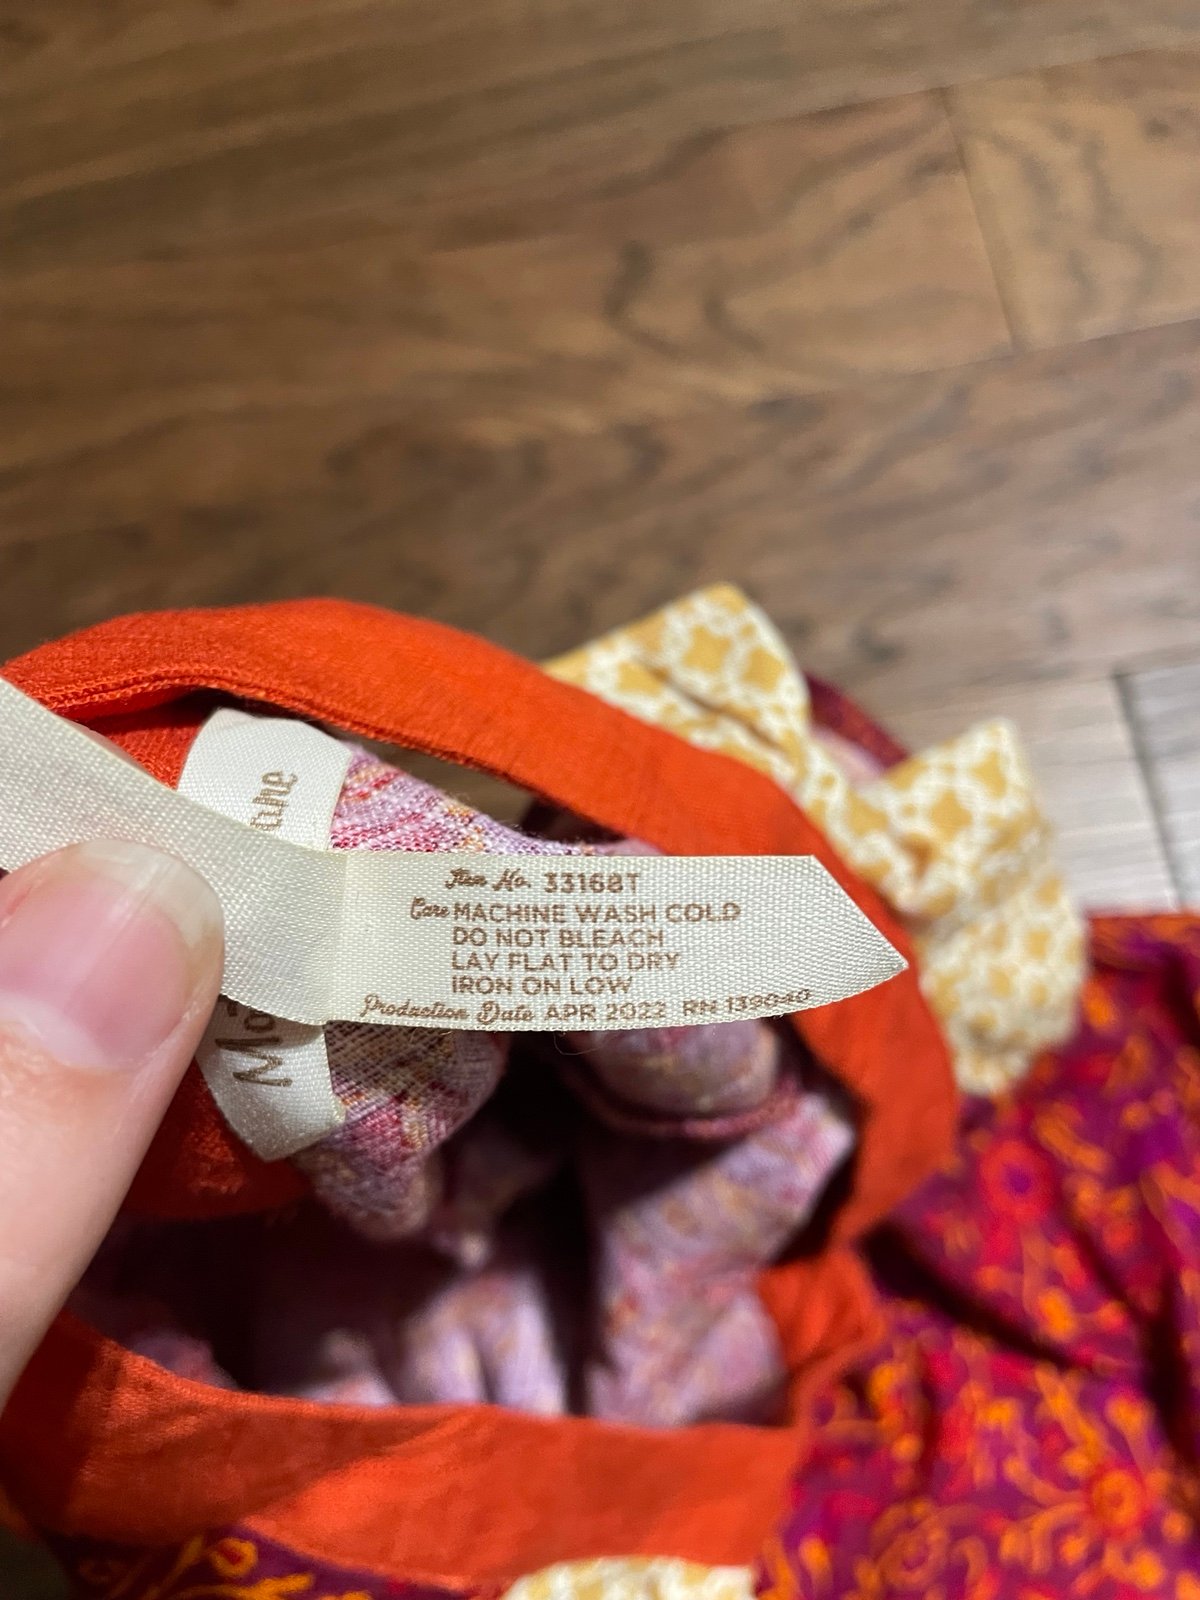 Item No. 33168T
Care MACHINE WASH COLD
DO NOT BLEACH
LAY FLAT TO DRY
IRON ON LOW
Production Date APR 2022 RN 139040